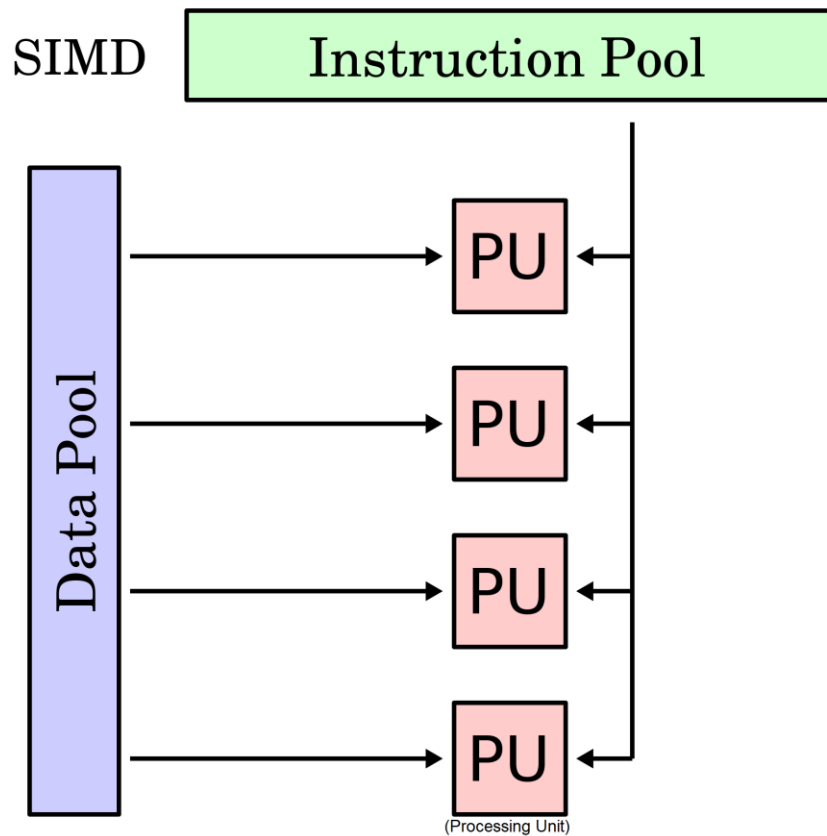 SIMD
Instruction Pool
Data Pool
PU
PU
PU
PU
(Processing Unit)